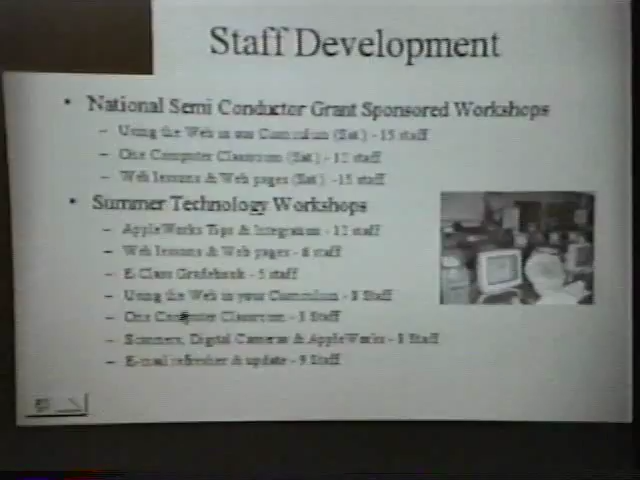 Staff Development
• National Semi Conductor Grant Sponsored Workshops
– Using the Web in our Curriculum (Sat.) - 15 staff
– One Computer Classroom (Sat.) - 12 staff
– Web lessons & Web pages (Sat.) - 15 staff
• Summer Technology Workshops
– AppleWorks Tips & Integration - 12 staff
– Web lessons & Web pages - 6 staff
– E-Class Gradebook - 5 staff
– Using the Web in your Curriculum - 8 Staff
– One Computer Classroom - Staff
– Scanners, Digital Cameras & AppleWorks - Staff
– E-mail refresher & update - 9 Staff